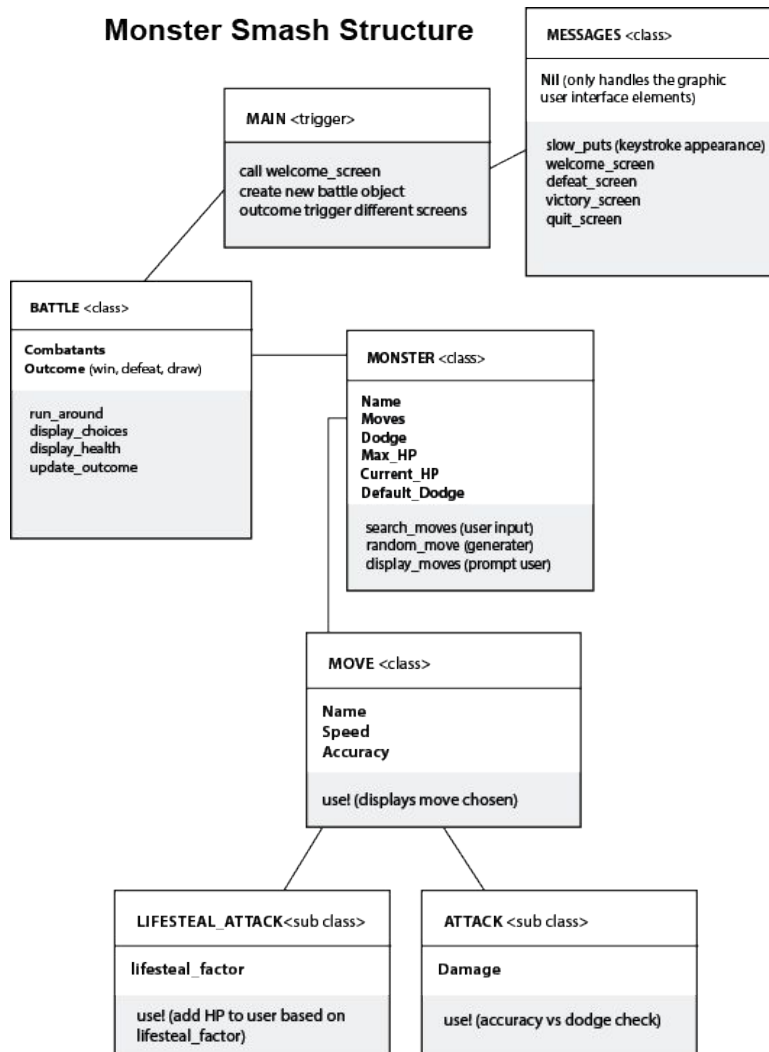 Monster Smash Structure
MESSAGES <class>
Nil (only handles the graphic
user interface elements)
slow_puts (keystroke appearance)
welcome_screen
defeat_screen
victory_screen
quit_screen
MAIN <trigger>
call welcome_screen
create new battle object
outcome trigger different screens
BATTLE <class>
Combatants
Outcome (win, defeat, draw)
run_around
display_choices
display_health
update_outcome
MONSTER <class>
Name
Moves
Dodge
Max_HP
Current_HP
Default_Dodge
search_moves (user input)
random_move (generater)
display_moves (prompt user)
MOVE <class>
Name
Speed
Accuracy
use! (displays move chosen)
LIFESTEAL_ATTACK<sub class>
lifesteal_factor
use! (add HP to user based on
lifesteal_factor)
ATTACK <sub class>
Damage
use! (accuracy vs dodge check)